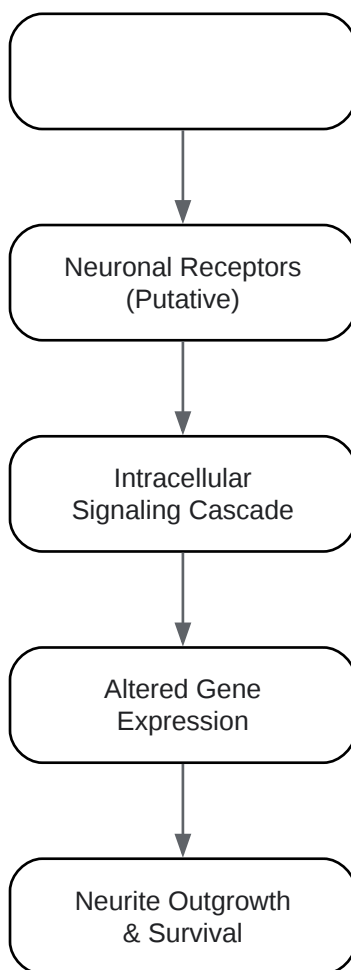 Neuronal Receptors
(Putative)
Intracellular
Signaling Cascade
Altered Gene
Expression
Neurite Outgrowth
& Survival